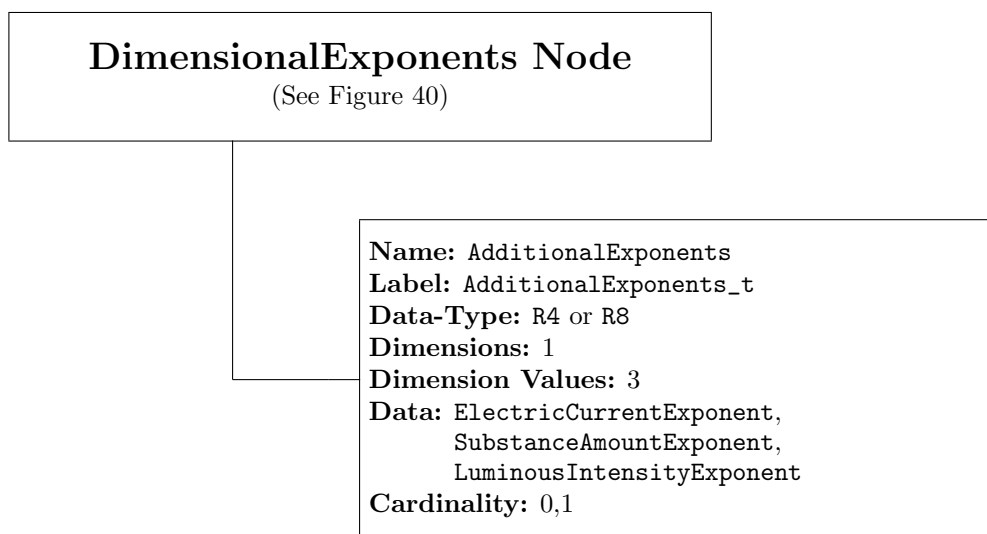 DimensionalExponents Node
(See Figure 40)
Name: AdditionalExponents
Label: AdditionalExponents_t
Data-Type: R4 or R8
Dimensions: 1
Dimension Values: 3
Data: ElectricCurrentExponent,
SubstanceAmountExponent,
LuminousIntensityExponent
Cardinality: 0,1